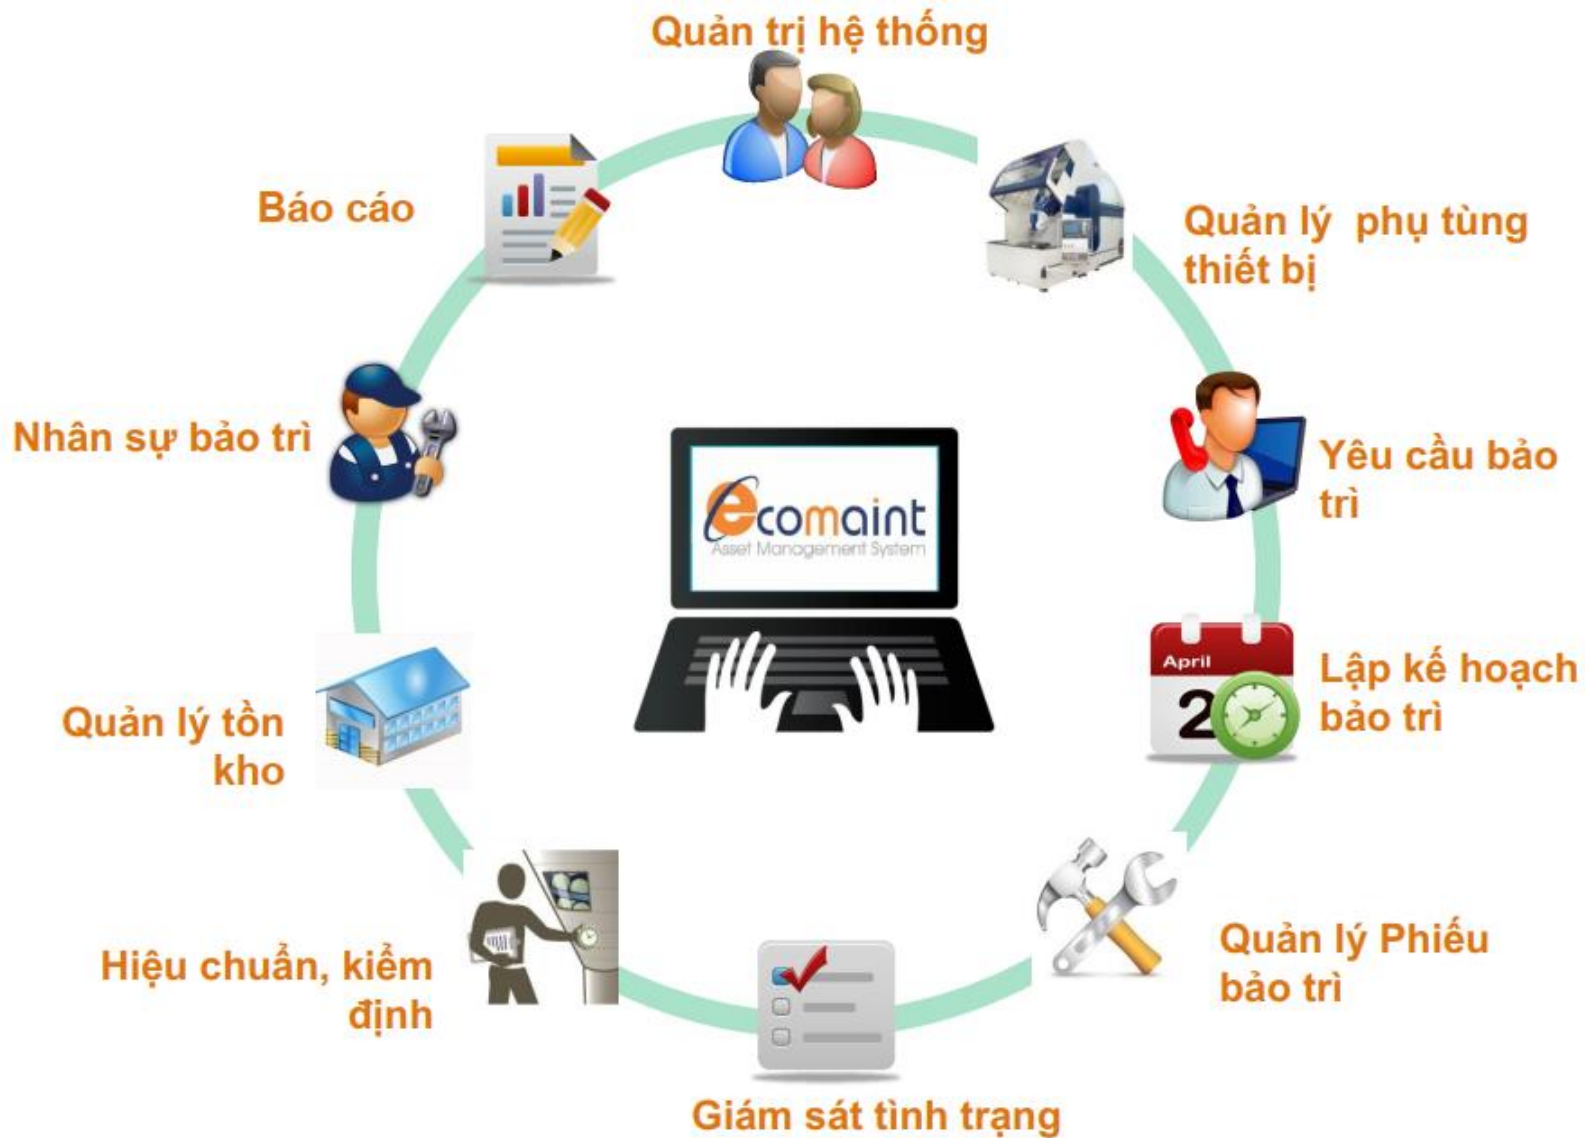 Quản trị hệ thống
Báo cáo
Quản lý phụ tùng
thiết bị
Nhân sự bảo trì
Yêu cầu bảo
trì
ecomaint
Asset Management System
April
2
Lập kế hoạch
bảo trì
Quản lý tồn
kho
Quản lý Phiếu
bảo trì
Hiệu chuẩn, kiểm
định
Giám sát tình trạng